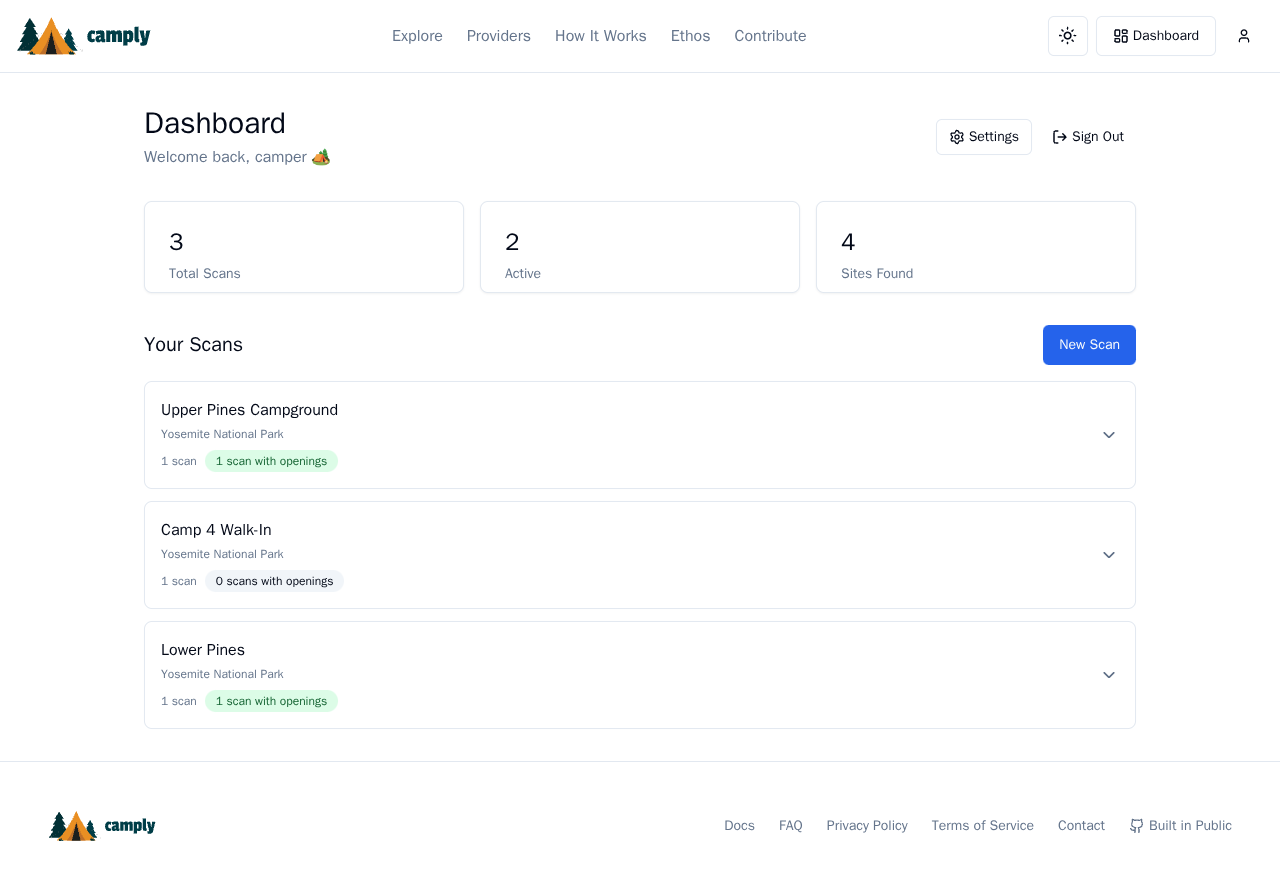 camply
Explore
Providers
How It Works
Ethos
Contribute
Dashboard
Dashboard
Welcome back, camper 🏕️
Settings
Sign Out
3
Total Scans
2
Active
4
Sites Found
Your Scans
New Scan
Upper Pines Campground
Yosemite National Park
1 scan
1 scan with openings
Camp 4 Walk-In
Yosemite National Park
1 scan
0 scans with openings
Lower Pines
Yosemite National Park
1 scan
1 scan with openings
camply
Docs
FAQ
Privacy Policy
Terms of Service
Contact
Built in Public